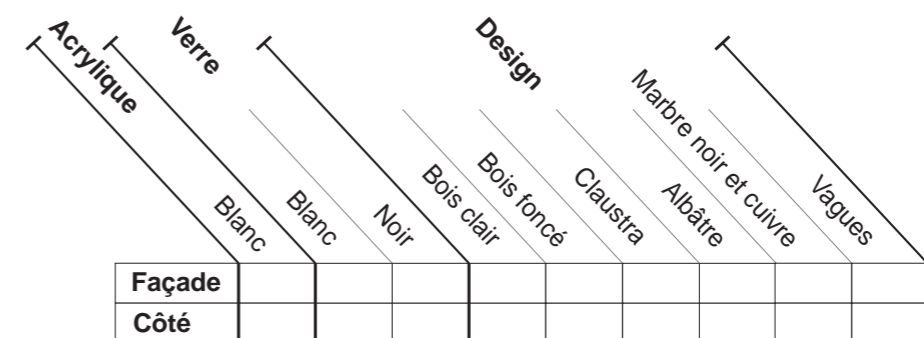 Acrylique
Verre
Design
Blanc
Blanc
Noir
Bois clair
Bois foncé
Claustra
Albâtre
Marbre noir et cuivre
Vagues
Façade
Côté